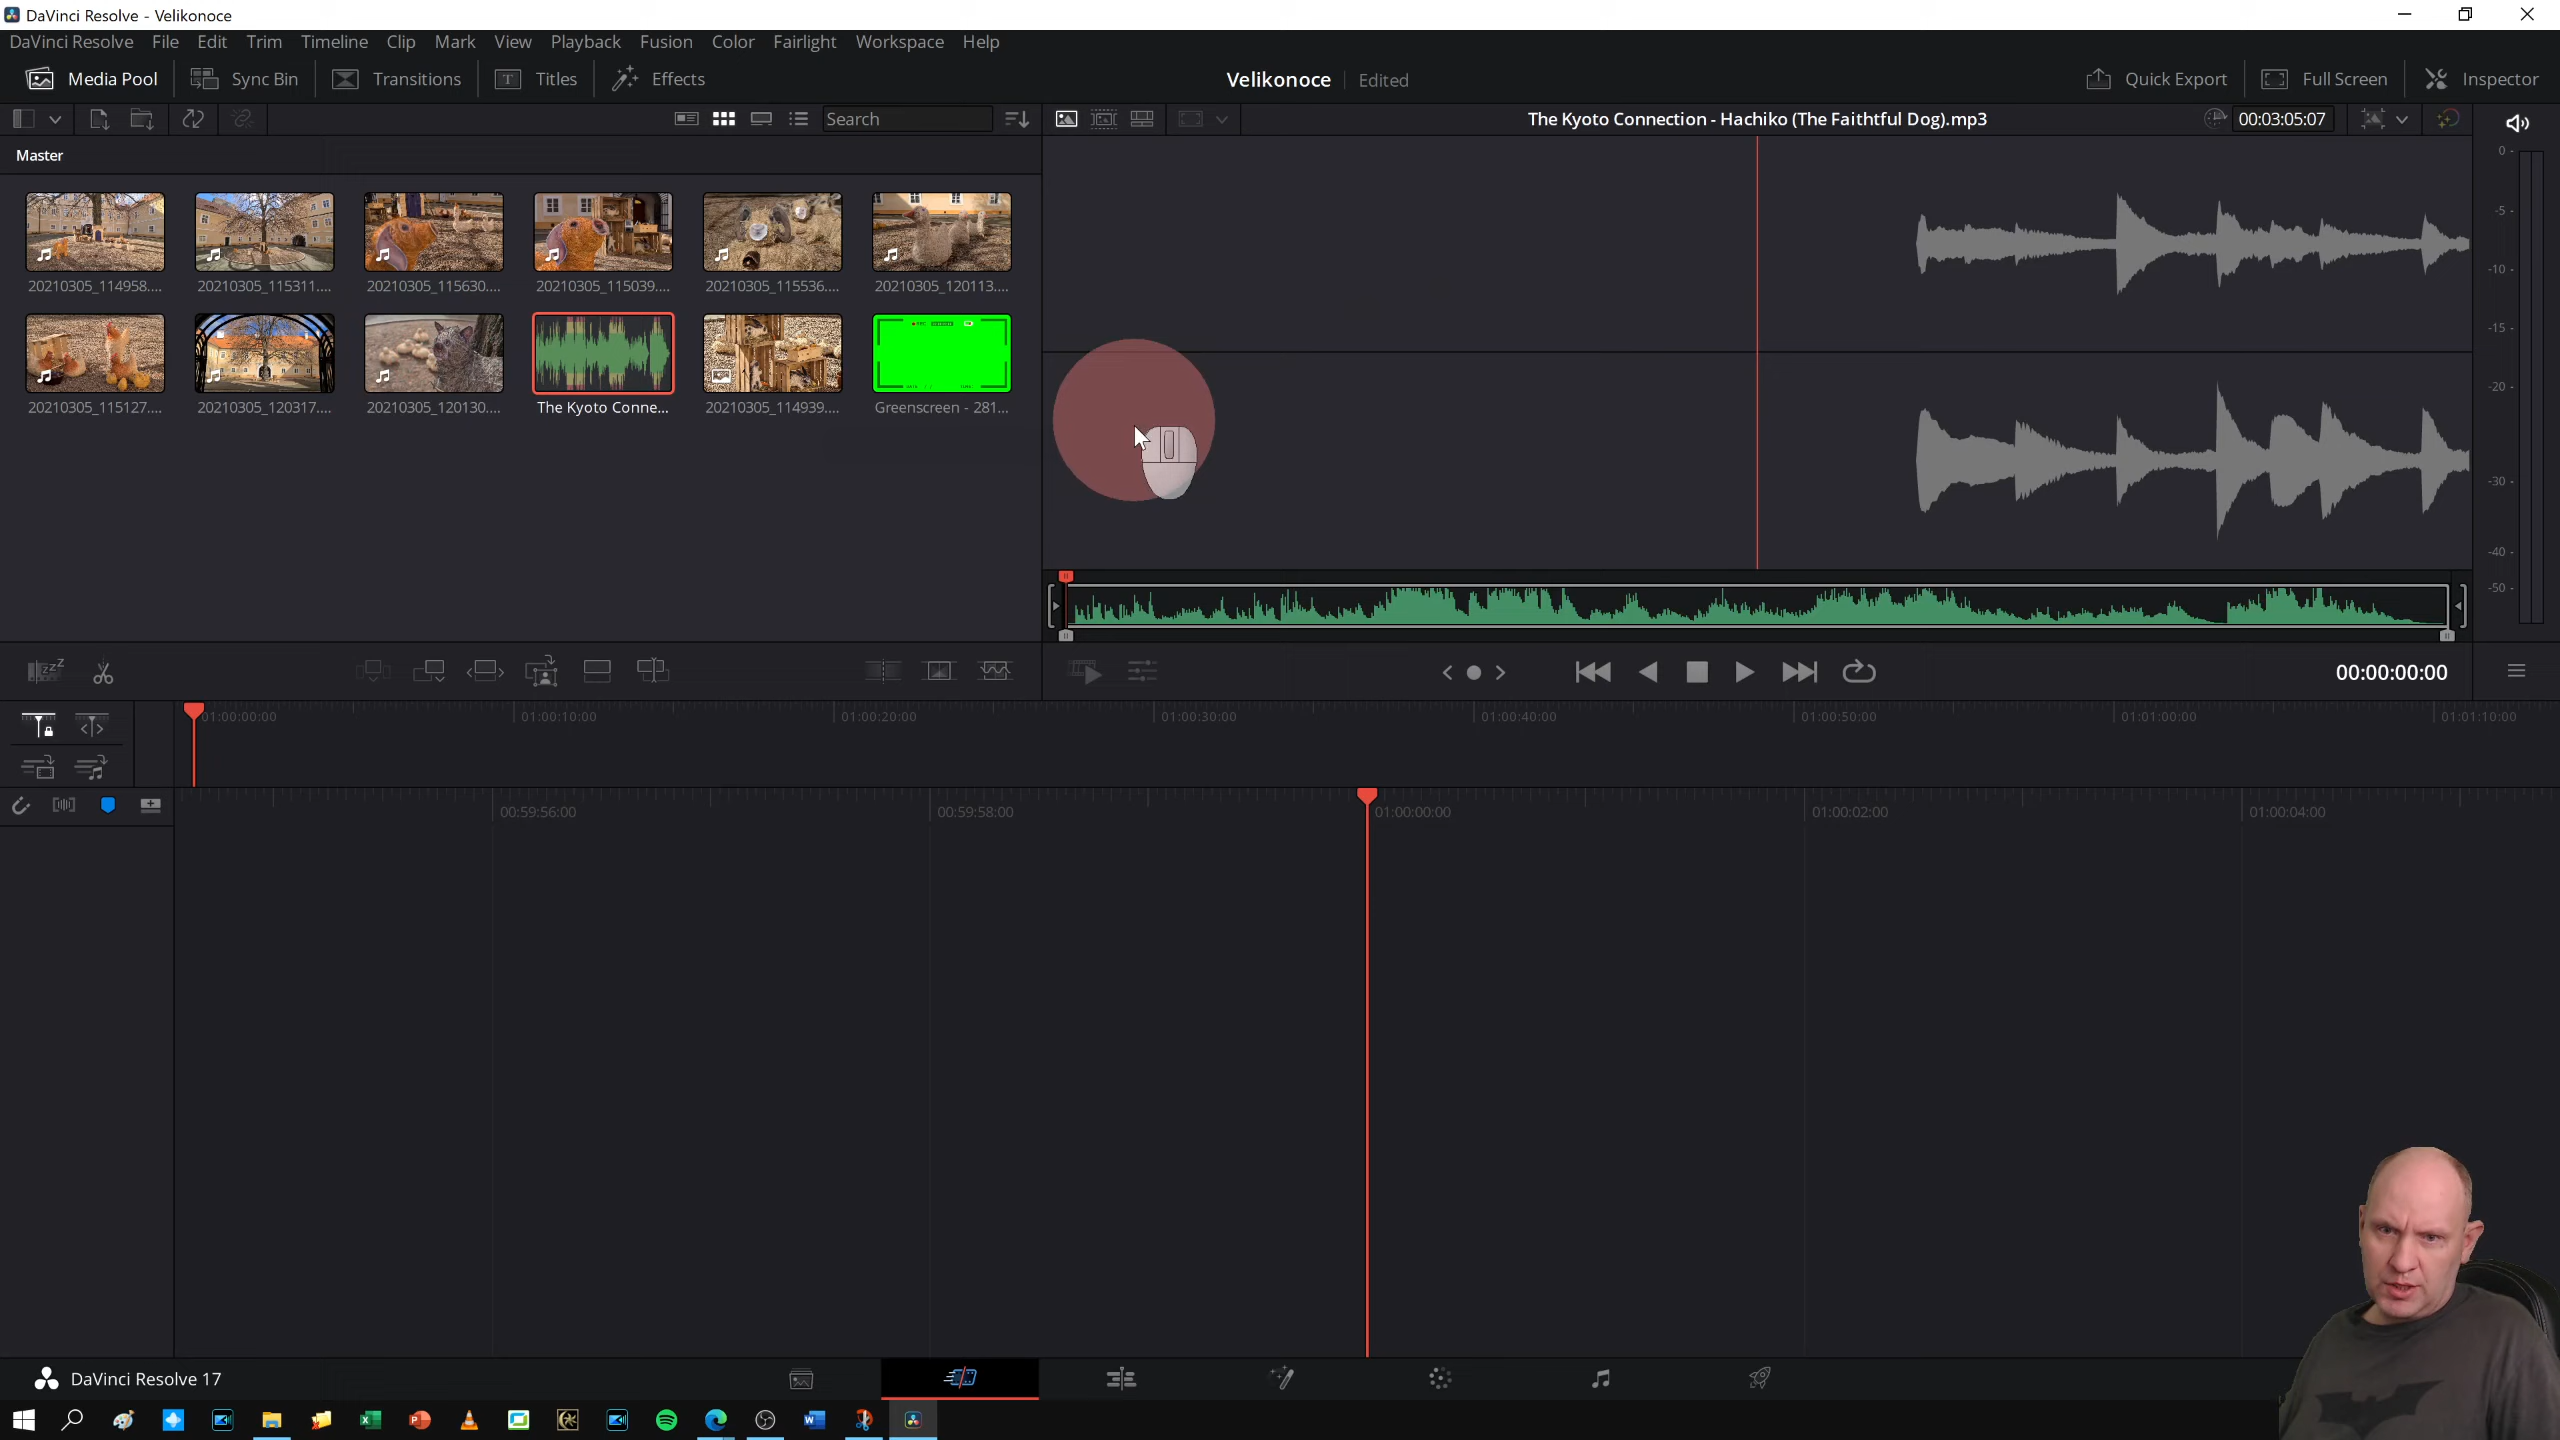 DaVinci Resolve - Velikonoce
DaVinci Resolve File Edit Trim Timeline Clip Mark View Playback Fusion Color Fairlight Workspace Help
Media Pool Sync Bin Transitions Titles Effects Velikonoce Edited Quick Export Full Screen Inspector
Search The Kyoto Connection - Hachiko (The Faithtful Dog).mp3 00:03:05:07
Master
0 -
-5 -
-10 -
-15 -
-20 -
-30 -
-40 -
-50 -
20210305_114958.... 20210305_115311.... 20210305_115630.... 20210305_115039.... 20210305_115536.... 20210305_120113....
20210305_115127.... 20210305_120317.... 20210305_120130.... The Kyoto Conne... 20210305_114939.... Greenscreen - 281...
00:00:00:00
01:00:00:00 01:00:10:00 01:00:20:00 01:00:30:00 01:00:40:00 01:00:50:00 01:01:00:00 01:01:10:00
00:59:56:00 00:59:58:00 01:00:00:00 01:00:02:00 01:00:04:00
DaVinci Resolve 17